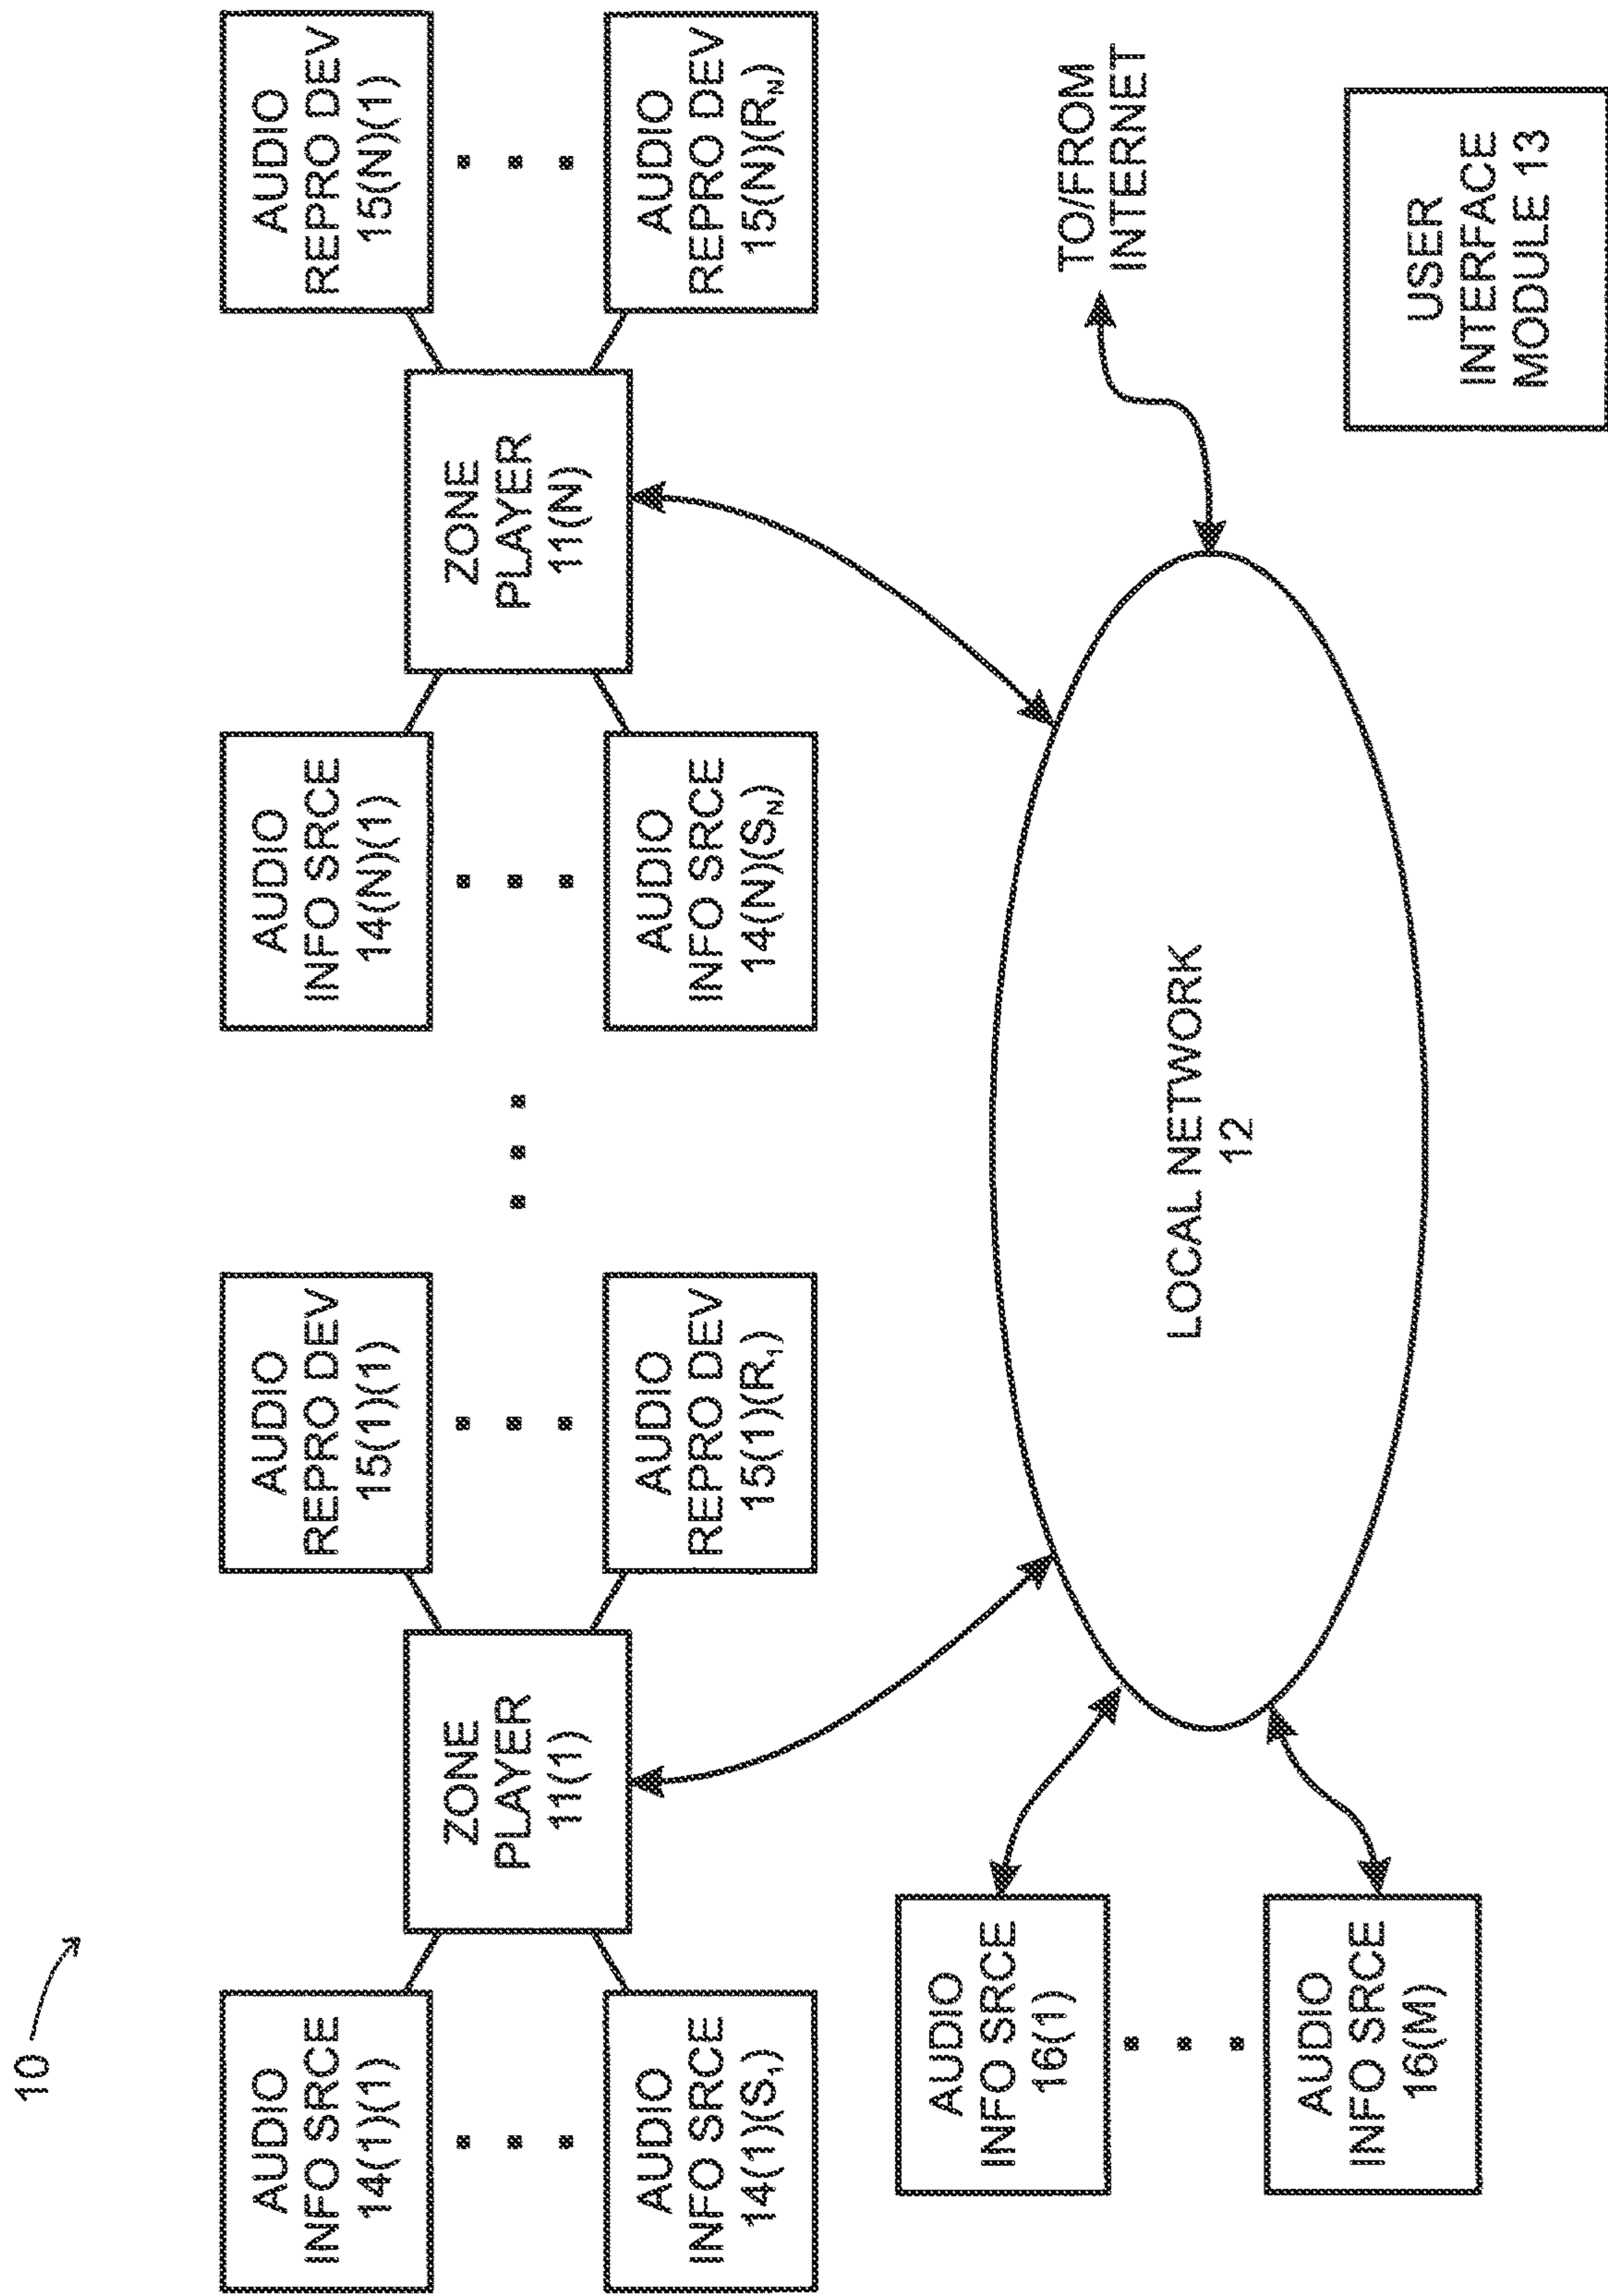 10
AUDIO
INFO SRCE
14(1)(1)
AUDIO
INFO SRCE
14(1)(S₁)
ZONE
PLAYER
11(1)
AUDIO
REPRO DEV
15(1)(1)
AUDIO
REPRO DEV
15(1)(R₁)
AUDIO
INFO SRCE
14(N)(1)
AUDIO
INFO SRCE
14(N)(S_N)
ZONE
PLAYER
11(N)
AUDIO
REPRO DEV
15(N)(1)
AUDIO
REPRO DEV
15(N)(R_N)
AUDIO
INFO SRCE
16(1)
AUDIO
INFO SRCE
16(M)
LOCAL NETWORK
12
TO/FROM
INTERNET
USER
INTERFACE
MODULE 13